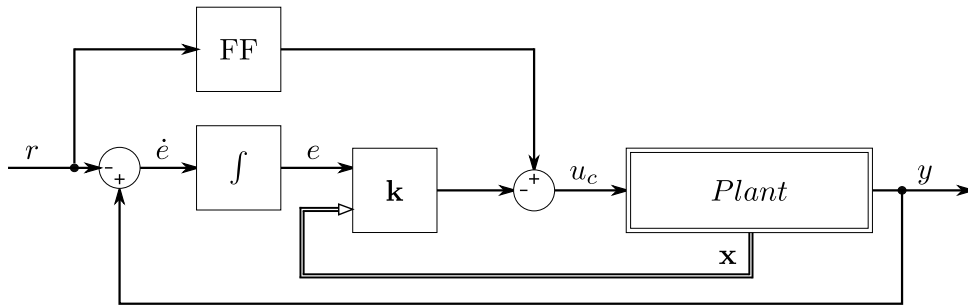 FF
r
-
+
ė
∫
e
k
-
+
u_c
Plant
y
x